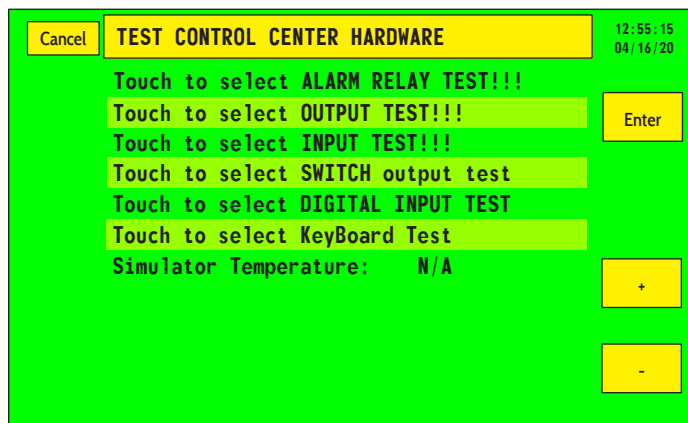 Cancel
TEST CONTROL CENTER HARDWARE
12:55:15
04/16/20
Touch to select ALARM RELAY TEST!!!
Touch to select OUTPUT TEST!!!
Enter
Touch to select INPUT TEST!!!
Touch to select SWITCH output test
Touch to select DIGITAL INPUT TEST
Touch to select KeyBoard Test
Simulator Temperature: N/A
+
-